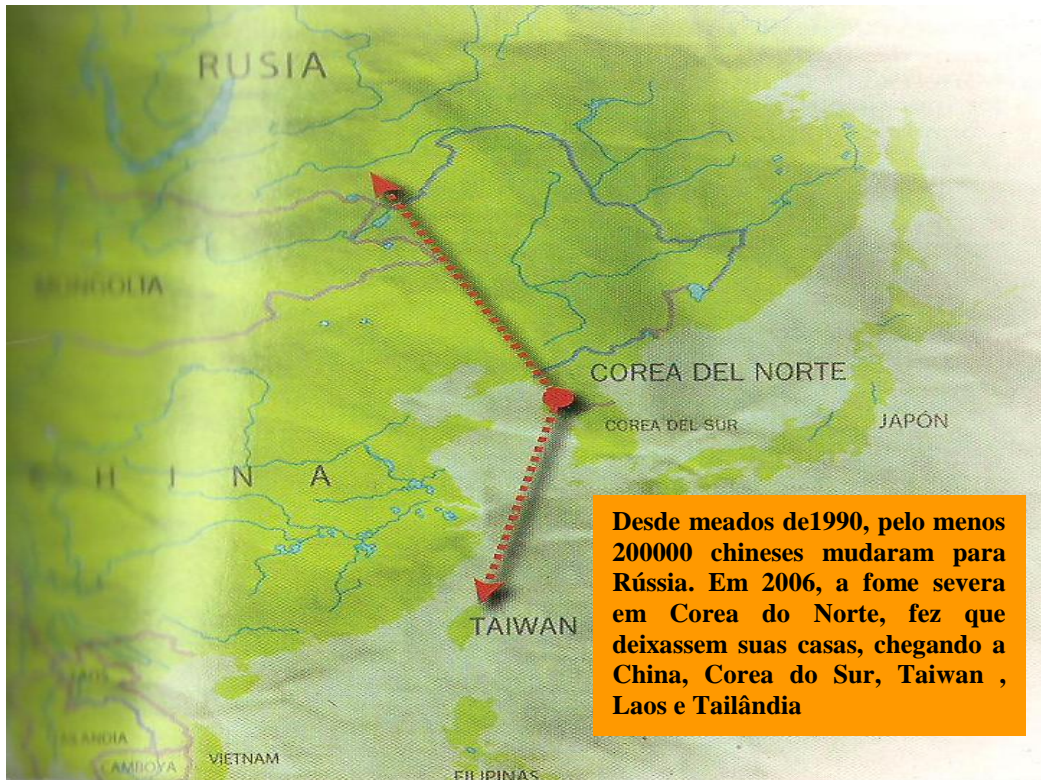 RUSIA
MONGOLIA
COREA DEL NORTE
COREA DEL SUR
JAPÓN
C H I N A
Desde meados de1990, pelo menos
200000 chineses mudaram para
Rússia. Em 2006, a fome severa
em Corea do Norte, fez que
deixassem suas casas, chegando a
China, Corea do Sur, Taiwan ,
Laos e Tailândia
TAIWAN
LAOS
VIETNAM
CAMBOYA
FILIPINAS